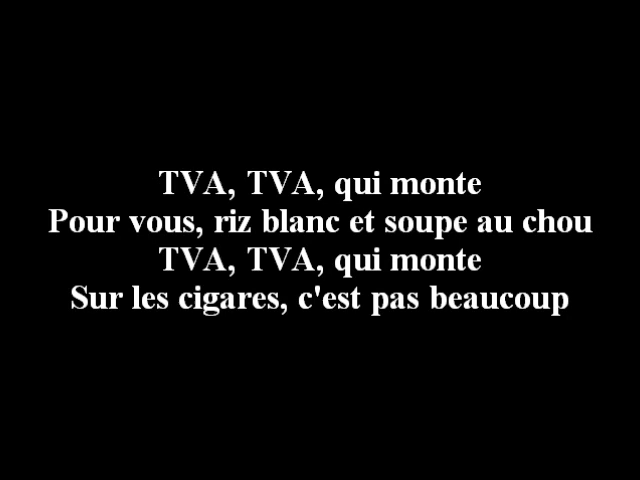 TVA, TVA, qui monte
Pour vous, riz blanc et soupe au chou
TVA, TVA, qui monte
Sur les cigares, c'est pas beaucoup